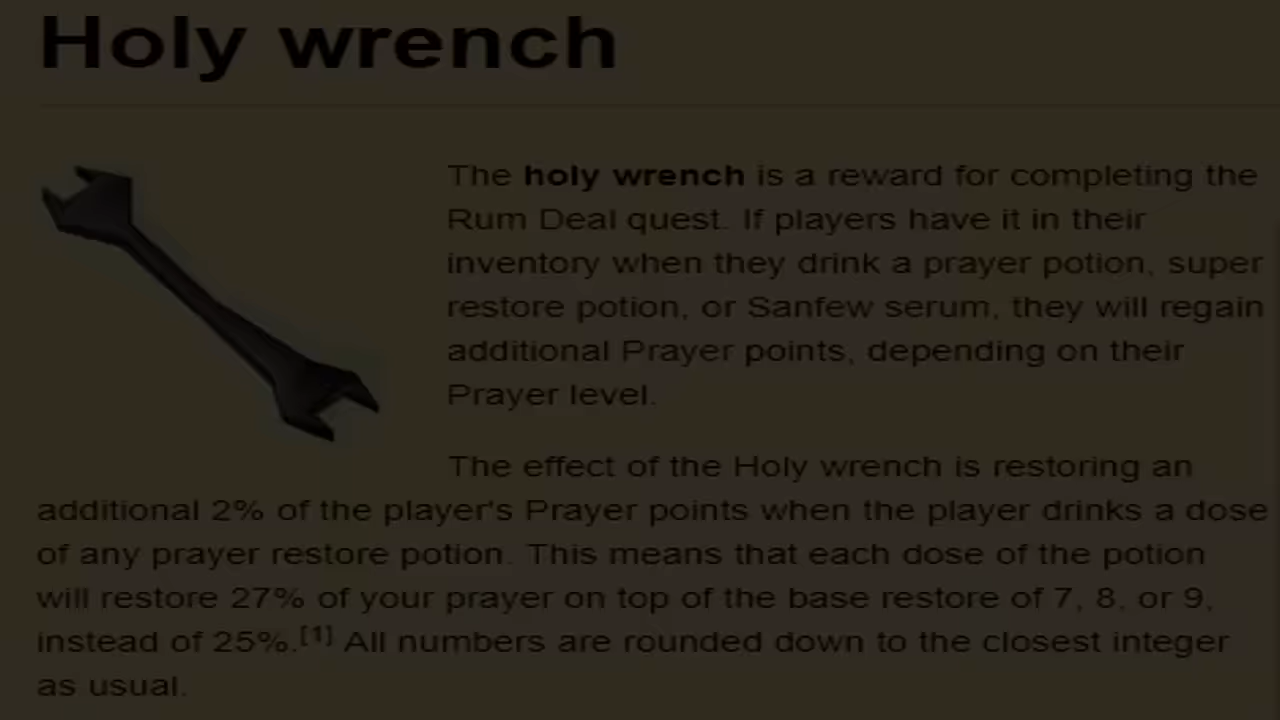 Holy wrench
The holy wrench is a reward for completing the
Rum Deal quest. If players have it in their
inventory when they drink a prayer potion, super
restore potion, or Sanfew serum, they will regain
additional Prayer points, depending on their
Prayer level.
The effect of the Holy wrench is restoring an
additional 2% of the player's Prayer points when the player drinks a dose
of any prayer restore potion. This means that each dose of the potion
will restore 27% of your prayer on top of the base restore of 7, 8, or 9,
instead of 25%.[1] All numbers are rounded down to the closest integer
as usual.